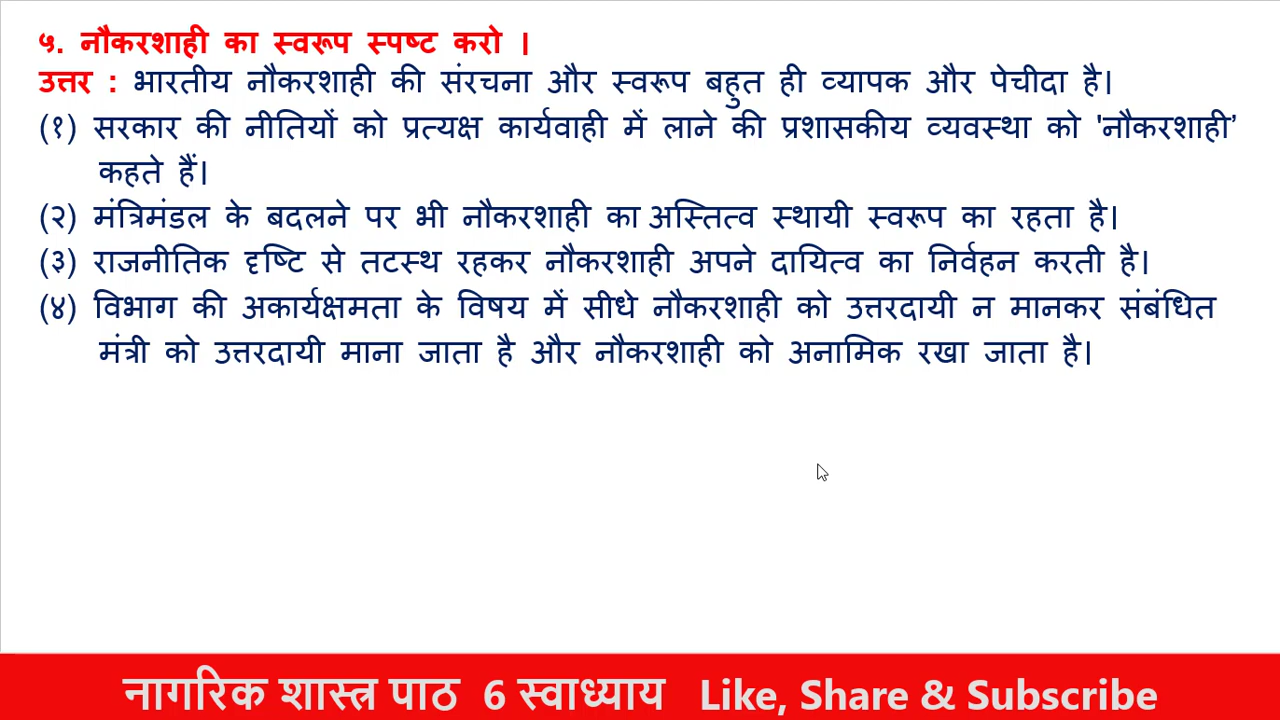 ५. नौकरशाही का स्वरूप स्पष्ट करो ।
उत्तर : भारतीय नौकरशाही की संरचना और स्वरूप बहुत ही व्यापक और पेचीदा है।
(१) सरकार की नीतियों को प्रत्यक्ष कार्यवाही में लाने की प्रशासकीय व्यवस्था को 'नौकरशाही’
कहते हैं।
(२) मंत्रिमंडल के बदलने पर भी नौकरशाही का अस्तित्व स्थायी स्वरूप का रहता है।
(३) राजनीतिक दृष्टि से तटस्थ रहकर नौकरशाही अपने दायित्व का निर्वहन करती है।
(४) विभाग की अकार्यक्षमता के विषय में सीधे नौकरशाही को उत्तरदायी न मानकर संबंधित
मंत्री को उत्तरदायी माना जाता है और नौकरशाही को अनामिक रखा जाता है।
नागरिक शास्त्र पाठ 6 स्वाध्याय Like, Share & Subscribe